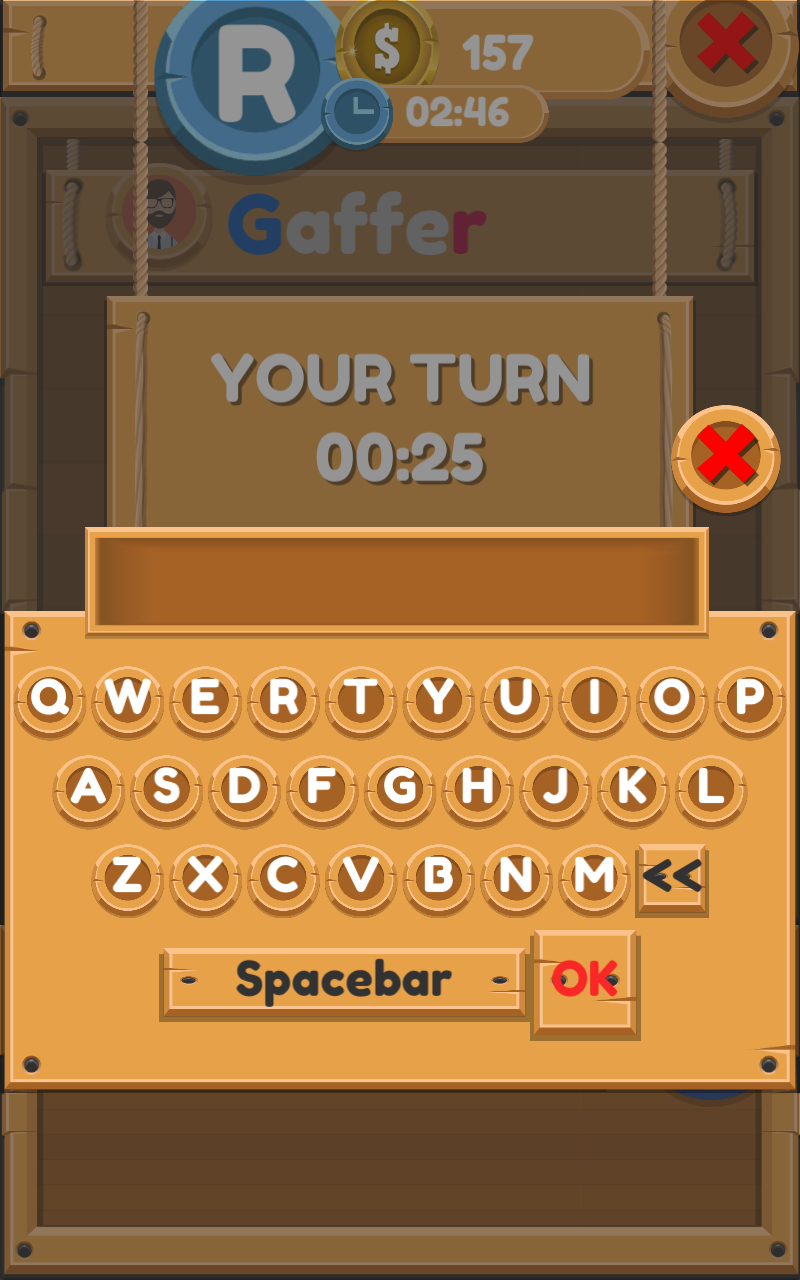 R $ 157
02:46
Gaffer
YOUR TURN
00:25
Q W E R T Y U I O P
A S D F G H J K L
Z X C V B N M <<
Spacebar OK